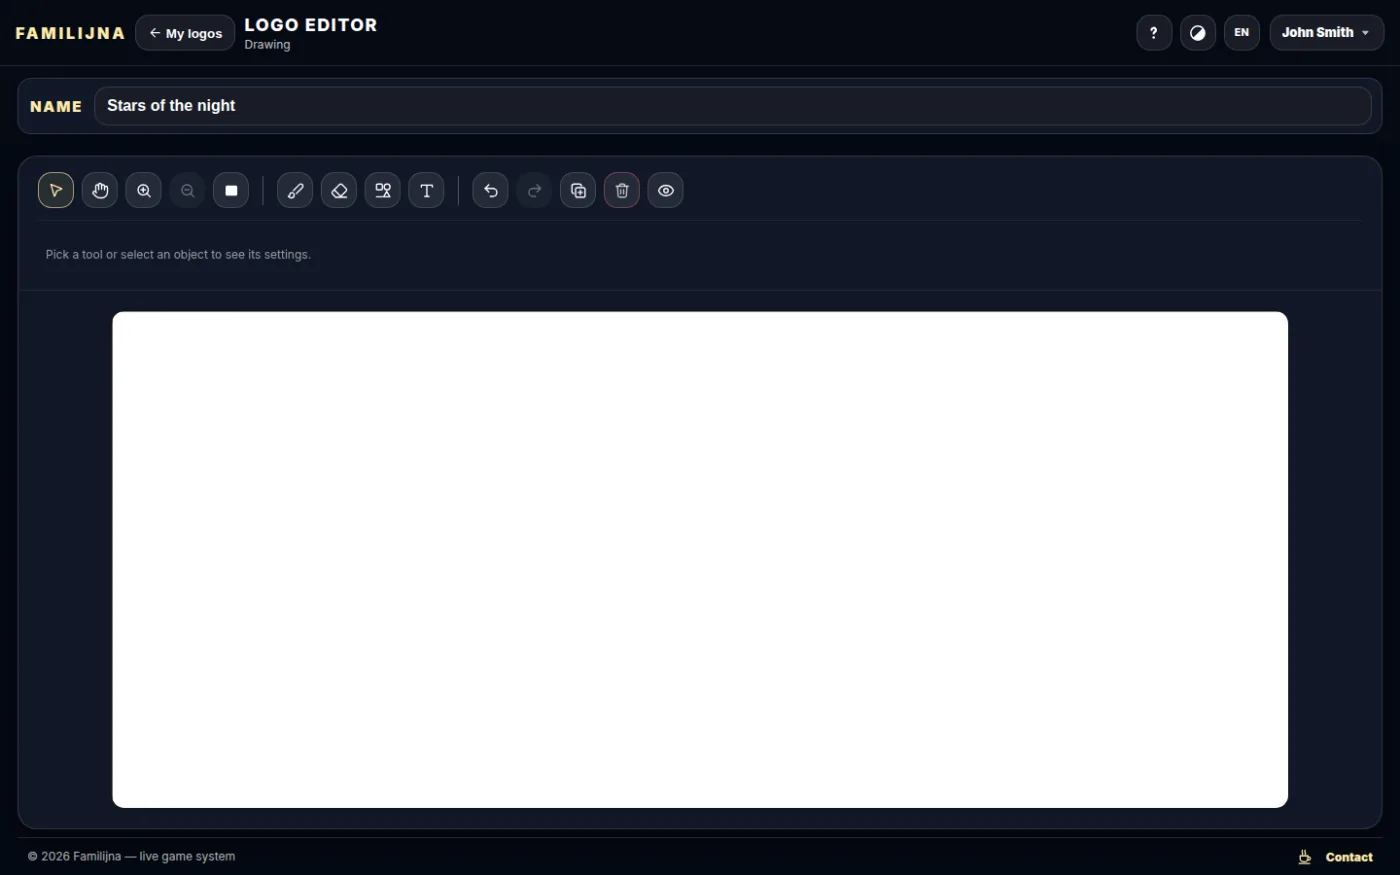 FAMILIJNA
← My logos
LOGO EDITOR
Drawing
?
EN
John Smith
NAME
Stars of the night
Pick a tool or select an object to see its settings.
© 2026 Familijna — live game system
Contact